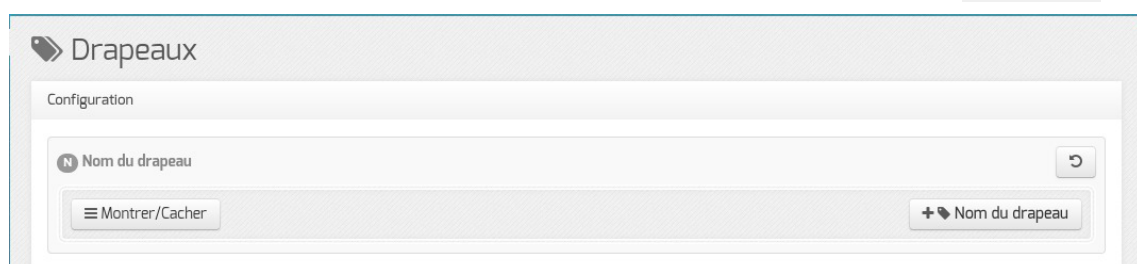 Drapeaux
Configuration
N Nom du drapeau
Montrer/Cacher
+ Nom du drapeau